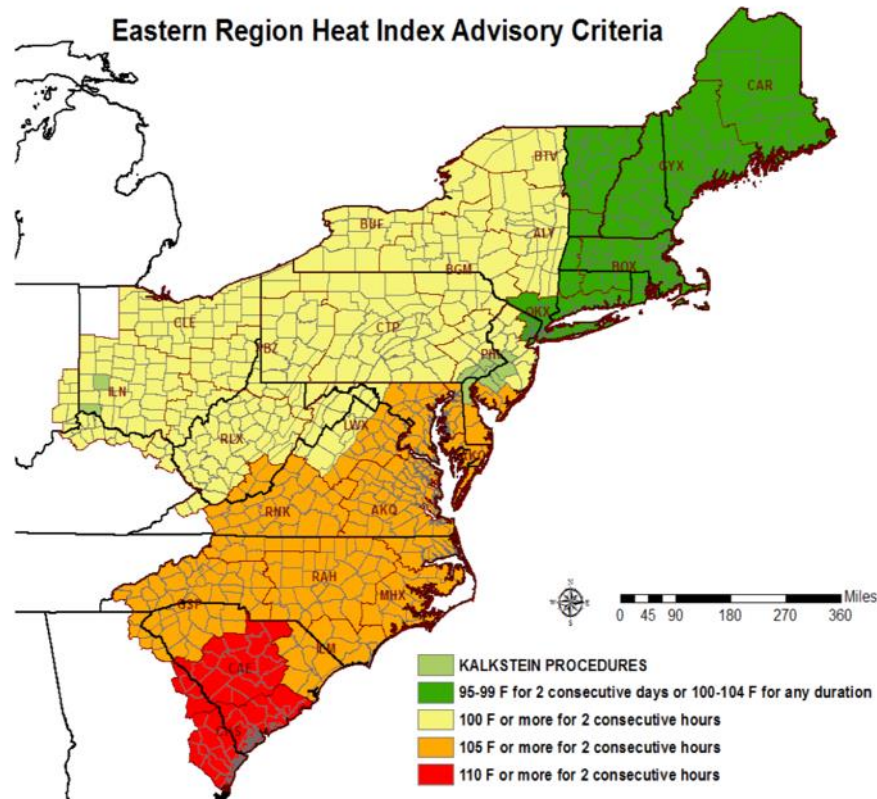 Eastern Region Heat Index Advisory Criteria
CAR
BTV
GYX
BUF
ALY
BGM
BOX
OKX
CLE
CTP
PBZ
PHI
ILN
LWX
RLX
RNK
AKQ
RAH
MHX
GSP
ILM
CAE
N
W
E
S
Miles
0 45 90 180 270 360
KALKSTEIN PROCEDURES
95-99 F for 2 consecutive days or 100-104 F for any duration
100 F or more for 2 consecutive hours
105 F or more for 2 consecutive hours
110 F or more for 2 consecutive hours